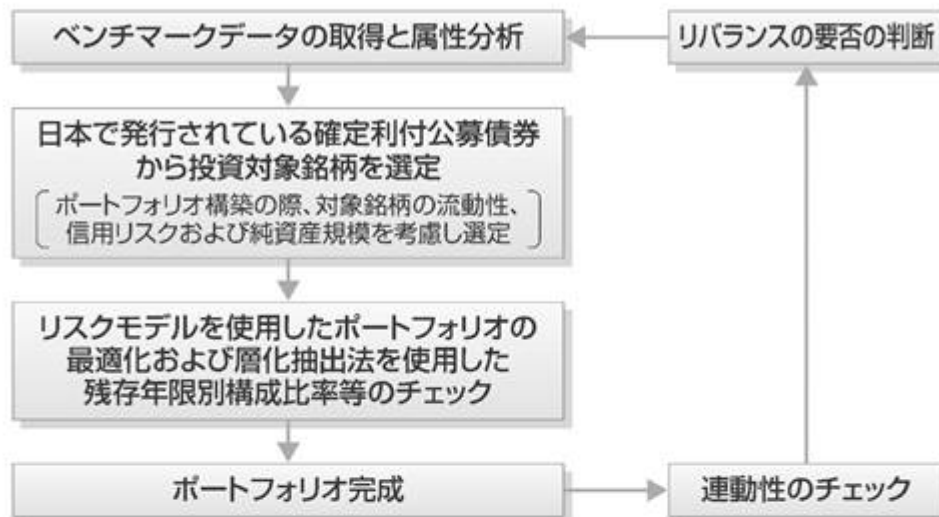 ベンチマークデータの取得と属性分析
リバランスの要否の判断
日本で発行されている確定利付公募債券
から投資対象銘柄を選定
ポートフォリオ構築の際、対象銘柄の流動性、
信用リスクおよび純資産規模を考慮し選定
リスクモデルを使用したポートフォリオの
最適化および層化抽出法を使用した
残存年限別構成比率等のチェック
ポートフォリオ完成
連動性のチェック